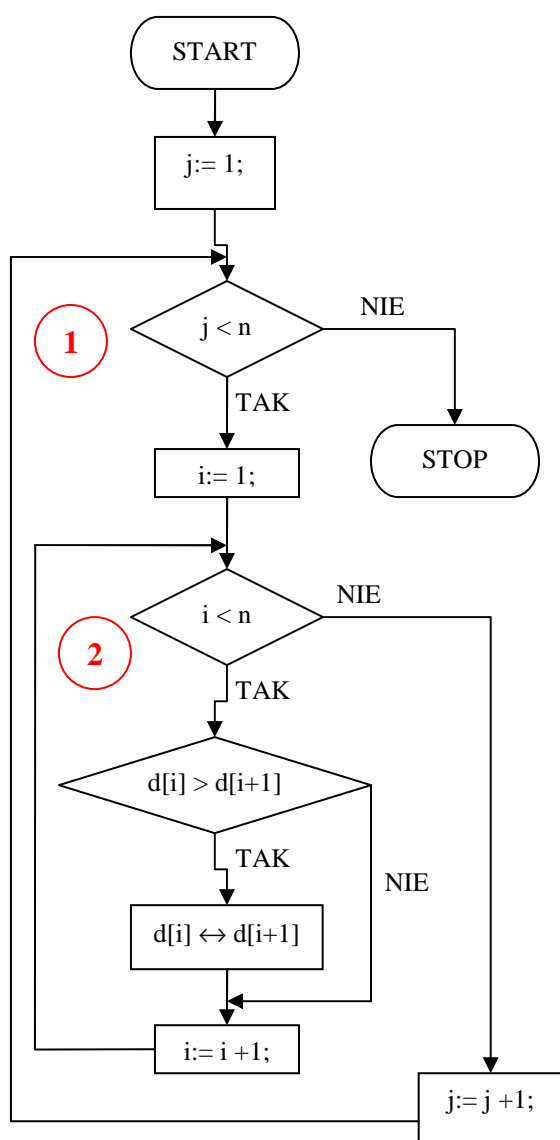 START
j:= 1;
1
j < n
NIE
TAK
STOP
i:= 1;
2
i < n
NIE
TAK
d[i] > d[i+1]
TAK
NIE
d[i] ↔ d[i+1]
i:= i +1;
j:= j +1;